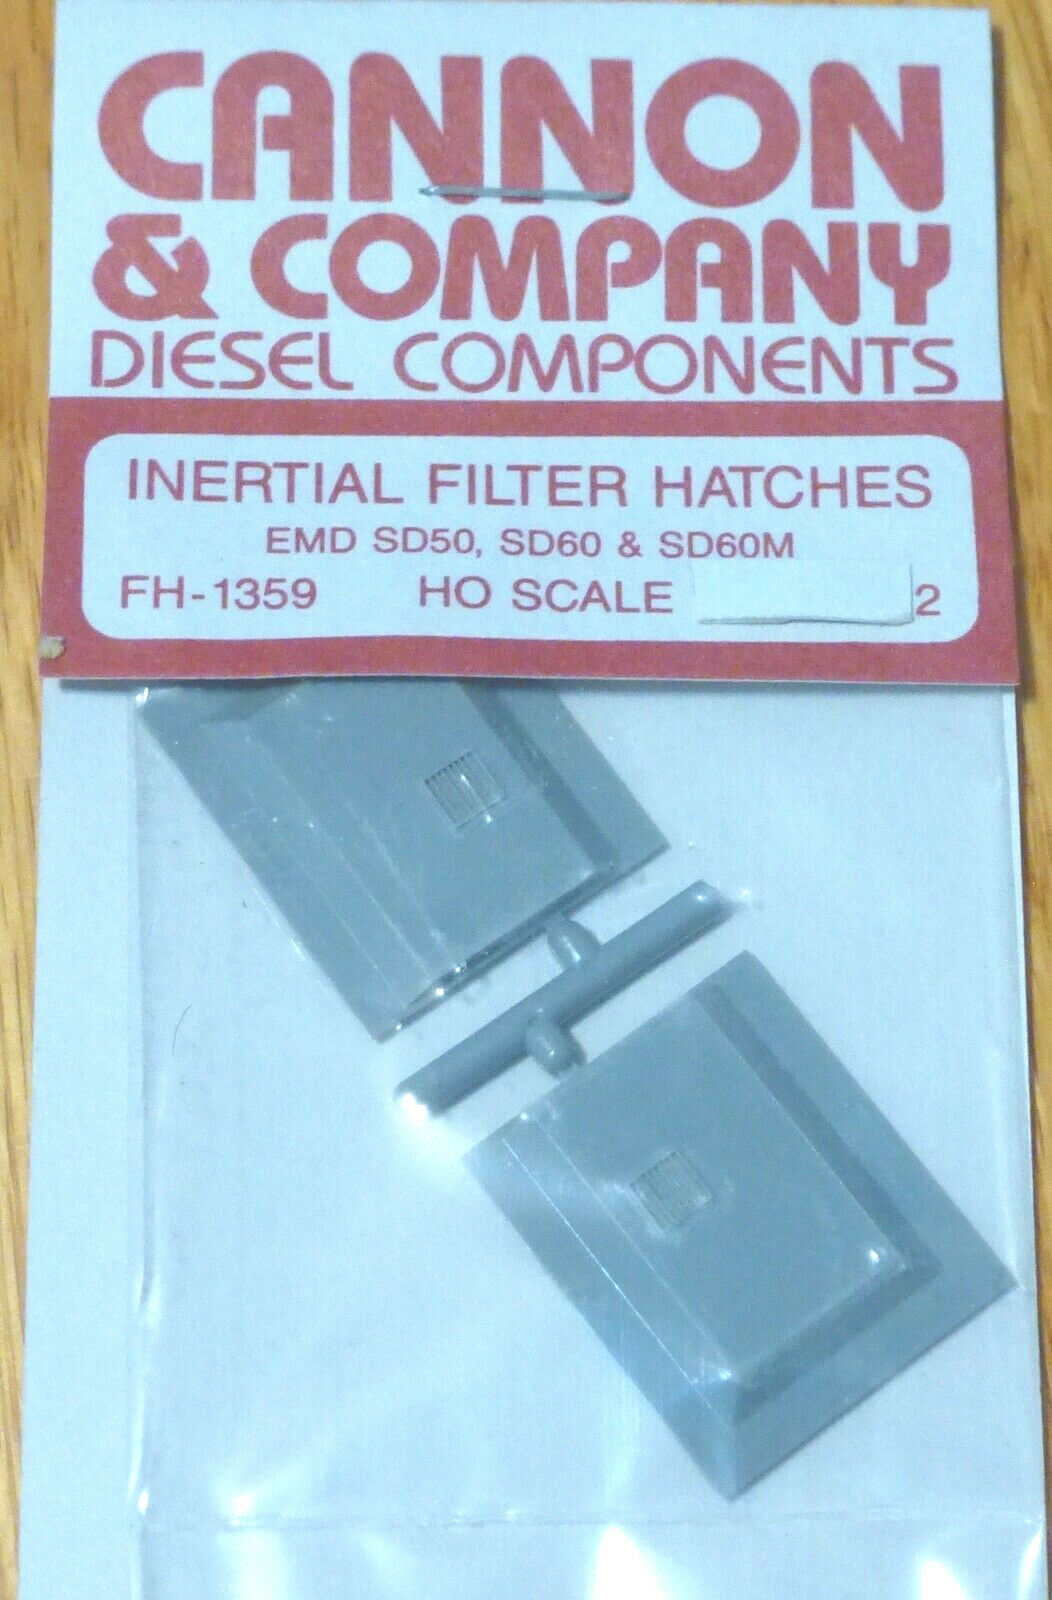 CANNON
& COMPANY
DIESEL COMPONENTS
INERTIAL FILTER HATCHES
EMD SD50, SD60 & SD60M
FH-1359 HO SCALE 2